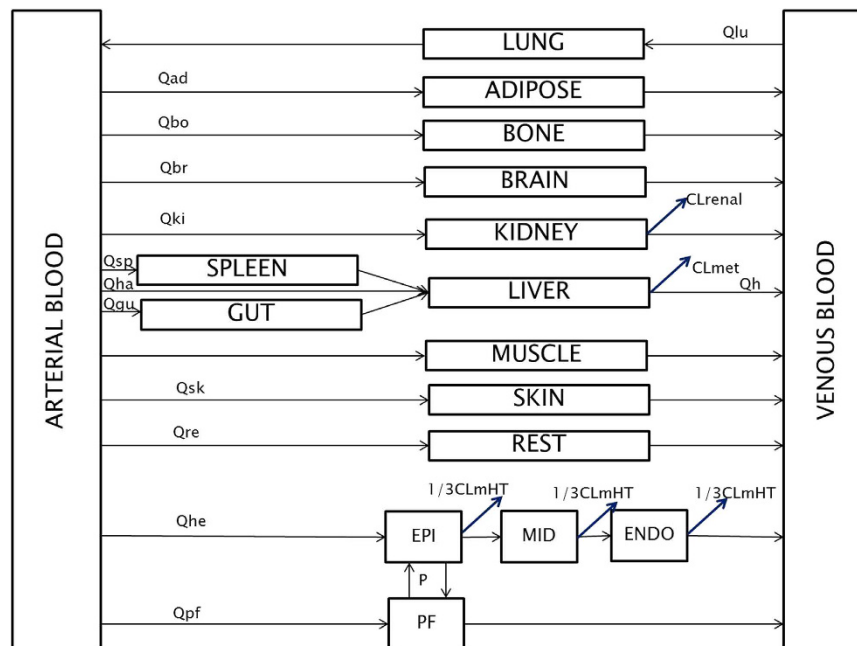 LUNG
Qlu
Qad
ADIPOSE
Qbo
BONE
Qbr
BRAIN
CLrenal
Qki
KIDNEY
Qsp
SPLEEN
CLmet
Qha
LIVER
Qh
Qgu
GUT
MUSCLE
Qsk
SKIN
Qre
REST
1/3CLmHT
1/3CLmHT
1/3CLmHT
Qhe
EPI
MID
ENDO
P
Qpf
PF
ARTERIAL BLOOD
VENOUS BLOOD